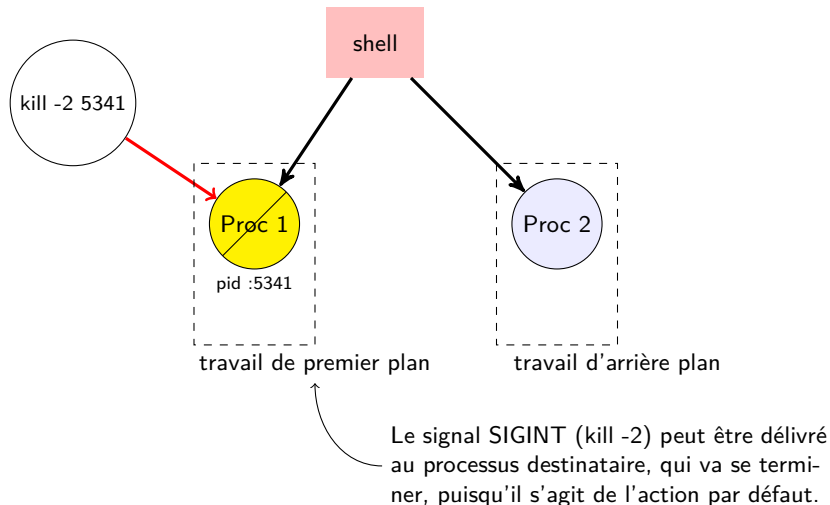 shell
kill -2 5341
Proc 1
Proc 2
pid :5341
travail de premier plan
travail d'arrière plan
Le signal SIGINT (kill -2) peut être délivré
au processus destinataire, qui va se termi-
ner, puisqu'il s'agit de l'action par défaut.